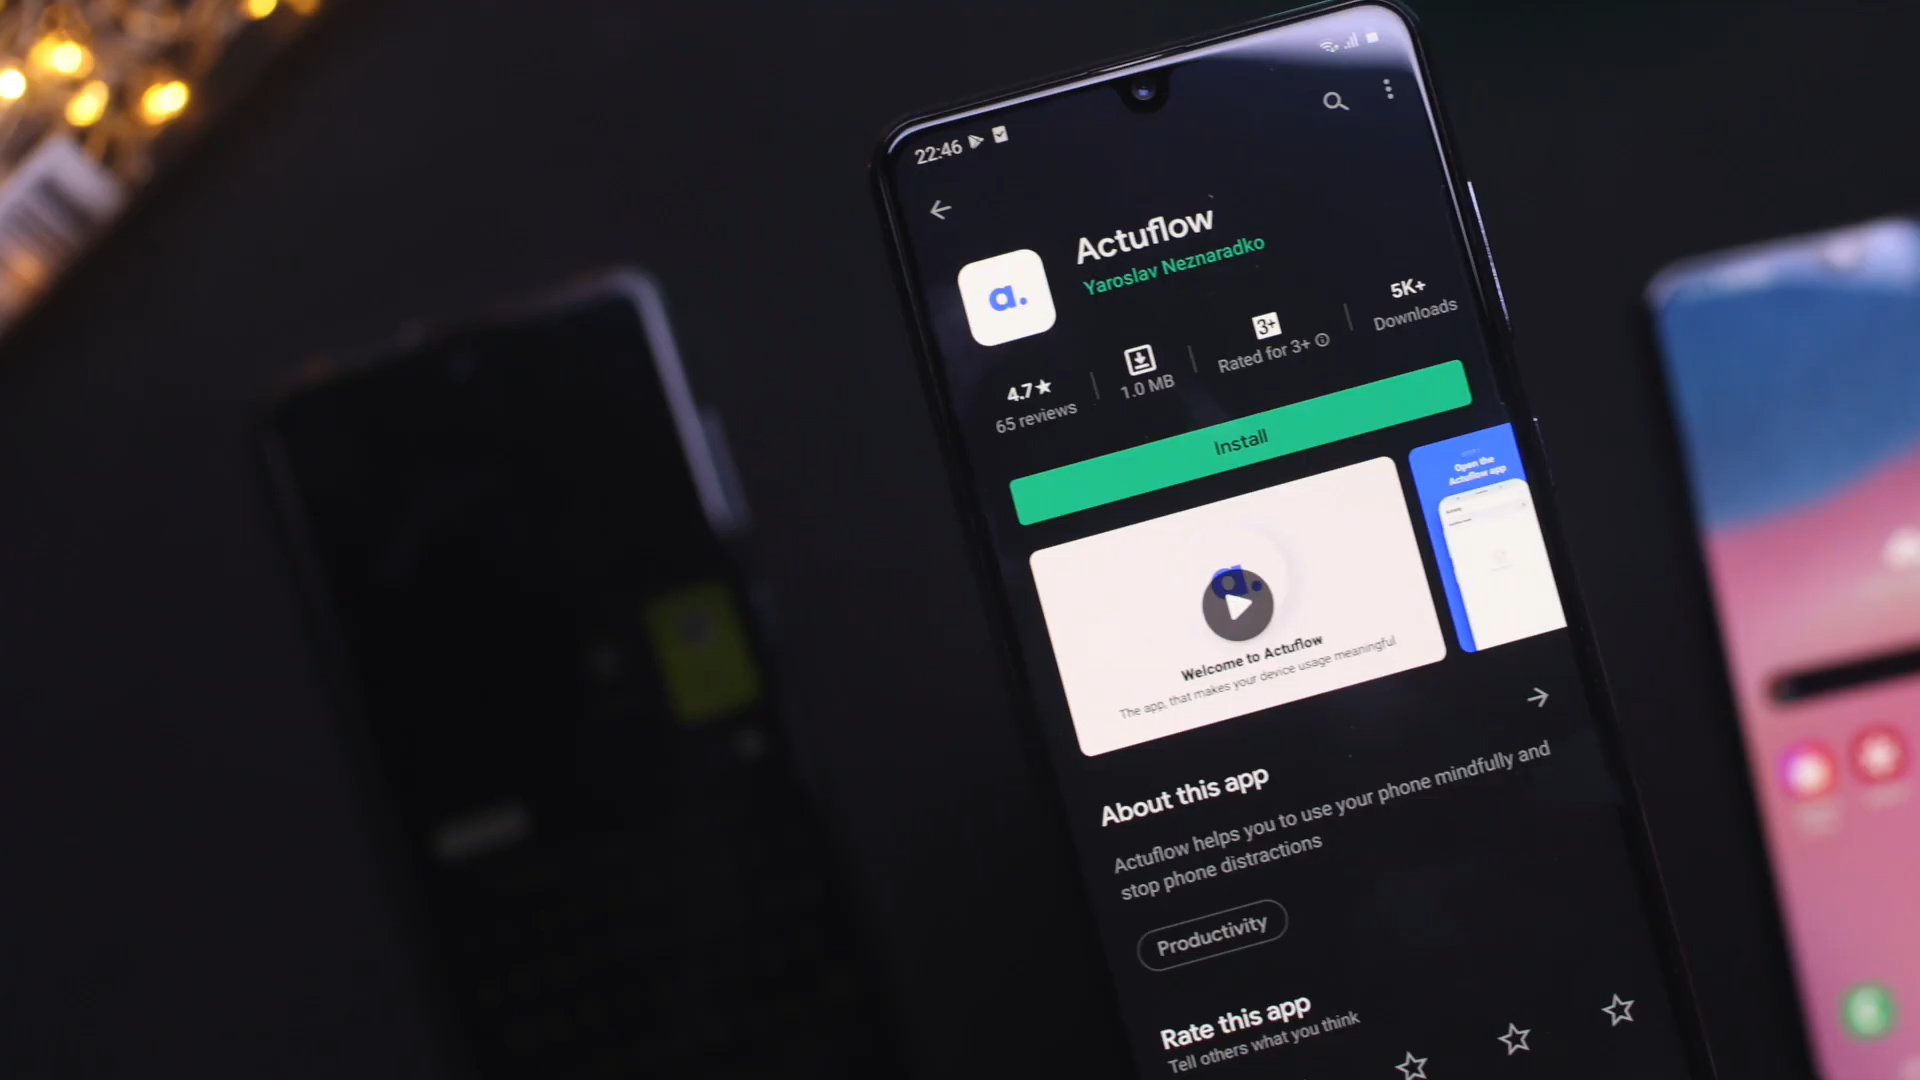 22:46
Actuflow
Yaroslav Neznaradko
a.
4.7★
65 reviews
1.0 MB
3+
Rated for 3+
5K+
Downloads
Install
a.
Welcome to Actuflow
The app, that makes your device usage meaningful
Open the
Actuflow app
About this app
Actuflow helps you to use your phone mindfully and
stop phone distractions
Productivity
Rate this app
Tell others what you think